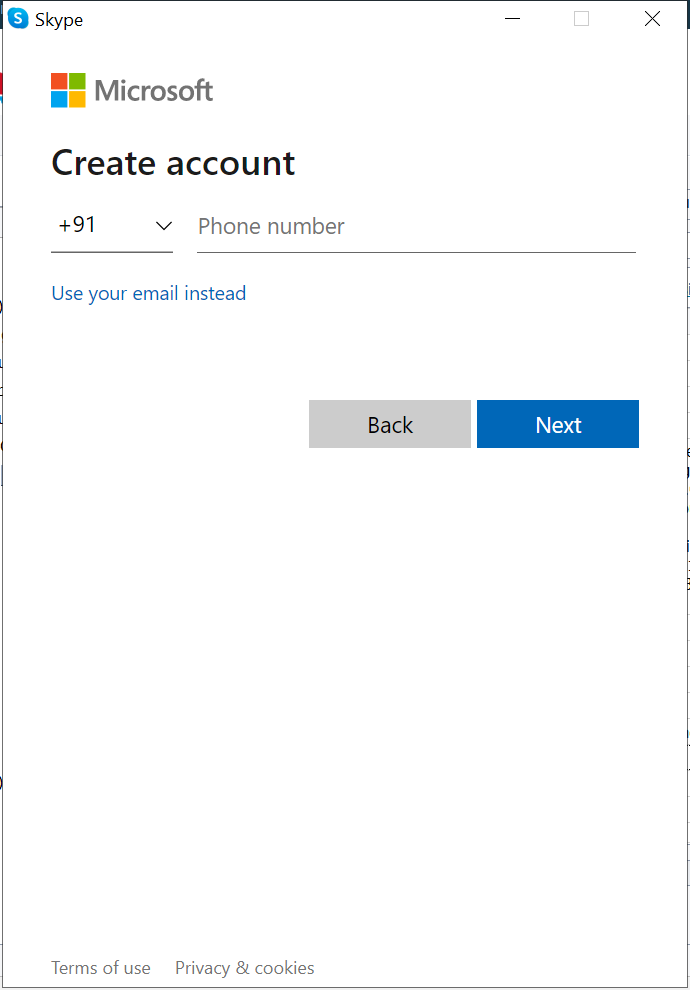 Skype
Microsoft
Create account
+91 Phone number
Use your email instead
Back Next
Terms of use Privacy & cookies